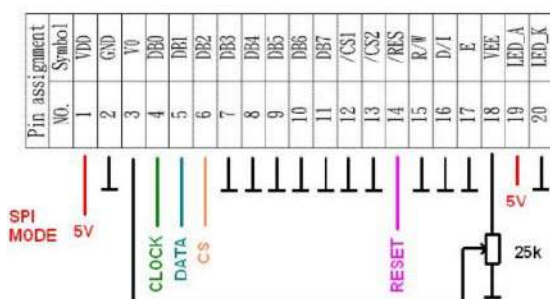 Pin assignment
Symbol VDD GND V0 DB0 DB1 DB2 DB3 DB4 DB5 DB6 DB7 /CS1 /CS2 /RES R/W D/I E VEE LED_A LED_K
NO. 1 2 3 4 5 6 7 8 9 10 11 12 13 14 15 16 17 18 19 20
SPI
MODE
5V
CLOCK
DATA
CS
RESET
5V
25k